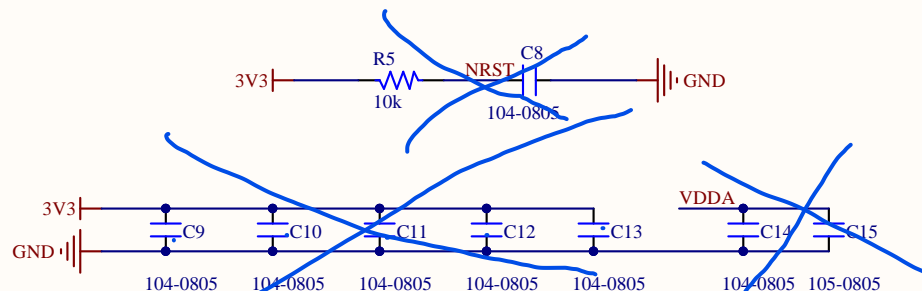 C8
R5
3V3 NRST GND
10k
104-0805
3V3 VDDA
C9 C10 C11 C12 C13 C14 C15
GND
104-0805 104-0805 104-0805 104-0805 104-0805 104-0805 105-0805